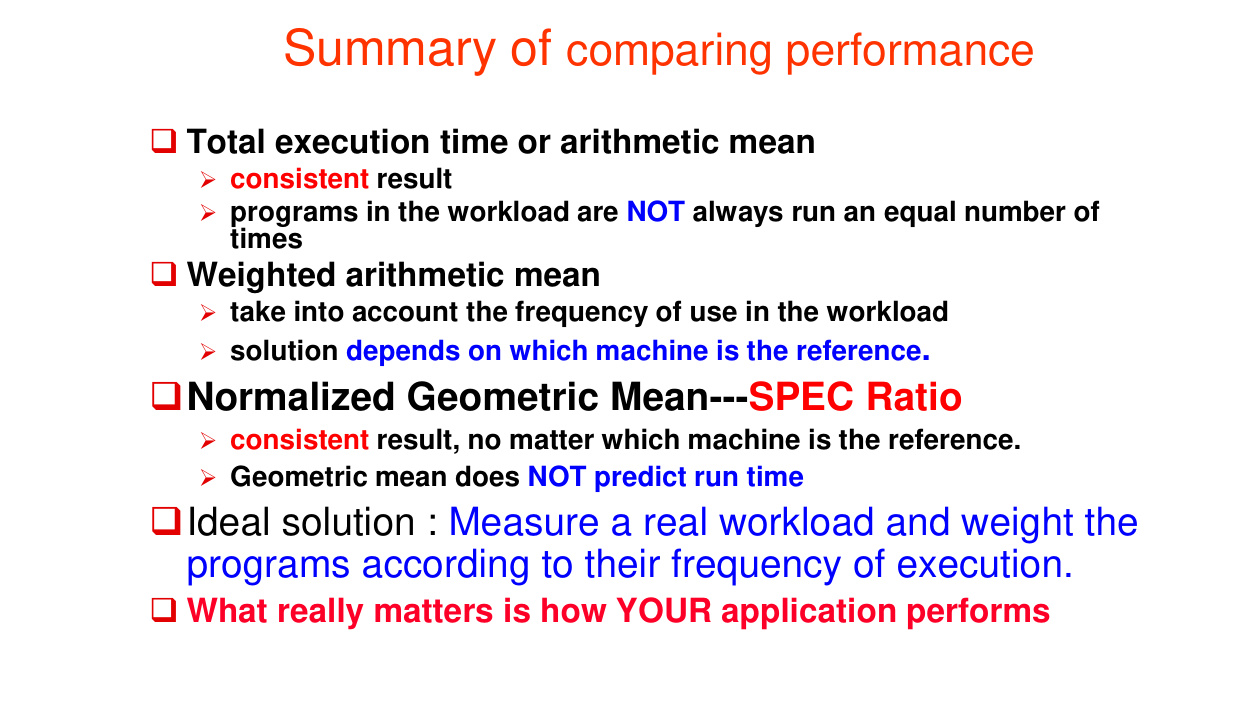 Summary of comparing performance
❑ Total execution time or arithmetic mean
➢ consistent result
➢ programs in the workload are NOT always run an equal number of
times
❑ Weighted arithmetic mean
➢ take into account the frequency of use in the workload
➢ solution depends on which machine is the reference.
❑ Normalized Geometric Mean---SPEC Ratio
➢ consistent result, no matter which machine is the reference.
➢ Geometric mean does NOT predict run time
❑ Ideal solution : Measure a real workload and weight the
programs according to their frequency of execution.
❑ What really matters is how YOUR application performs